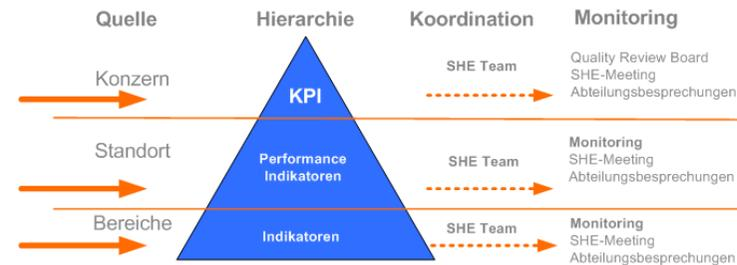 Quelle Hierarchie Koordination Monitoring
Konzern
KPI
SHE Team
Quality Review Board
SHE-Meeting
Abteilungsbesprechungen
Standort
Performance
Indikatoren
SHE Team
Monitoring
SHE-Meeting
Abteilungsbesprechungen
Bereiche
Indikatoren
SHE Team
Monitoring
SHE-Meeting
Abteilungsbesprechungen